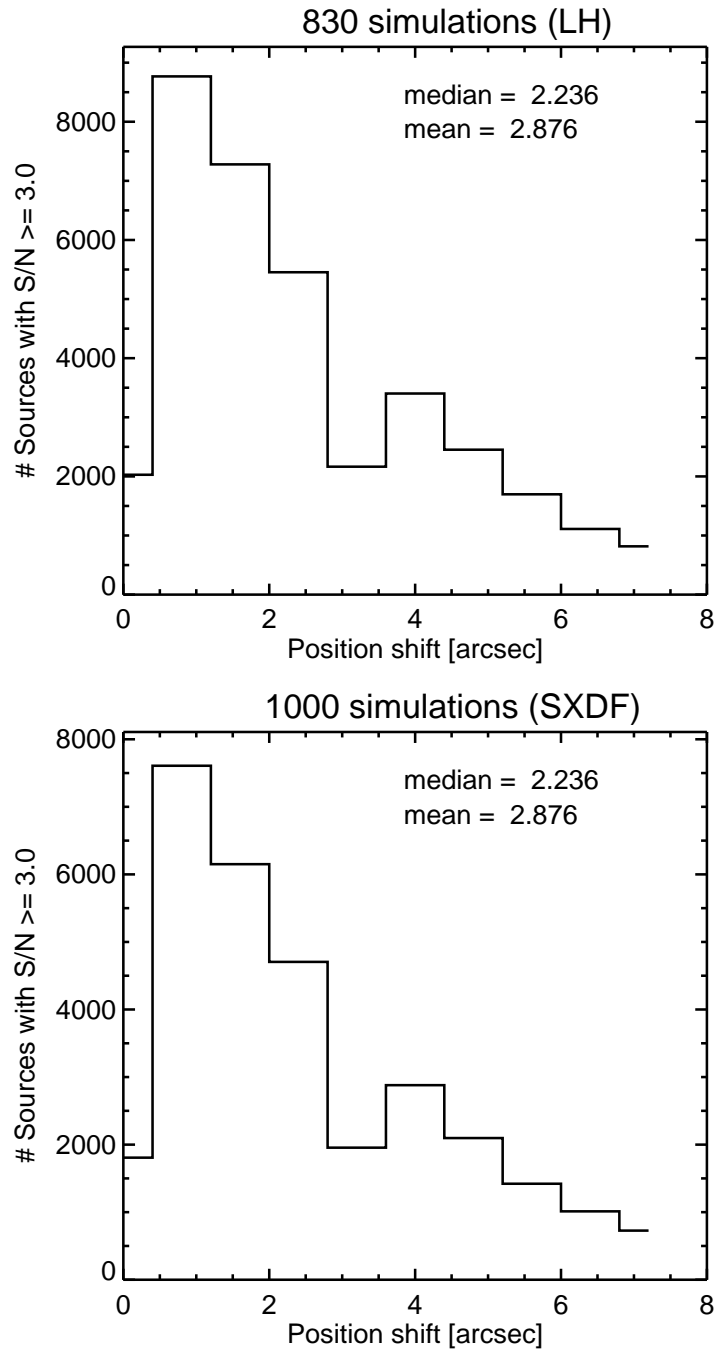 830 simulations (LH)
median = 2.236
mean = 2.876
# Sources with S/N >= 3.0
8000
6000
4000
2000
0
0 2 4 6 8
Position shift [arcsec]
1000 simulations (SXDF)
median = 2.236
mean = 2.876
# Sources with S/N >= 3.0
8000
6000
4000
2000
0
0 2 4 6 8
Position shift [arcsec]